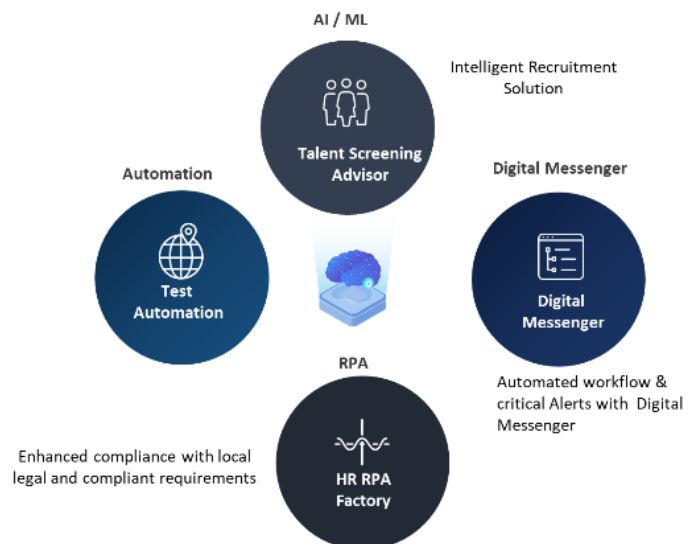 AI / ML
Intelligent Recruitment
Solution
Talent Screening
Advisor
Automation
Digital Messenger
Test
Automation
Digital
Messenger
RPA
Automated workflow &
critical Alerts with Digital
Messenger
Enhanced compliance with local
legal and compliant requirements
HR RPA
Factory